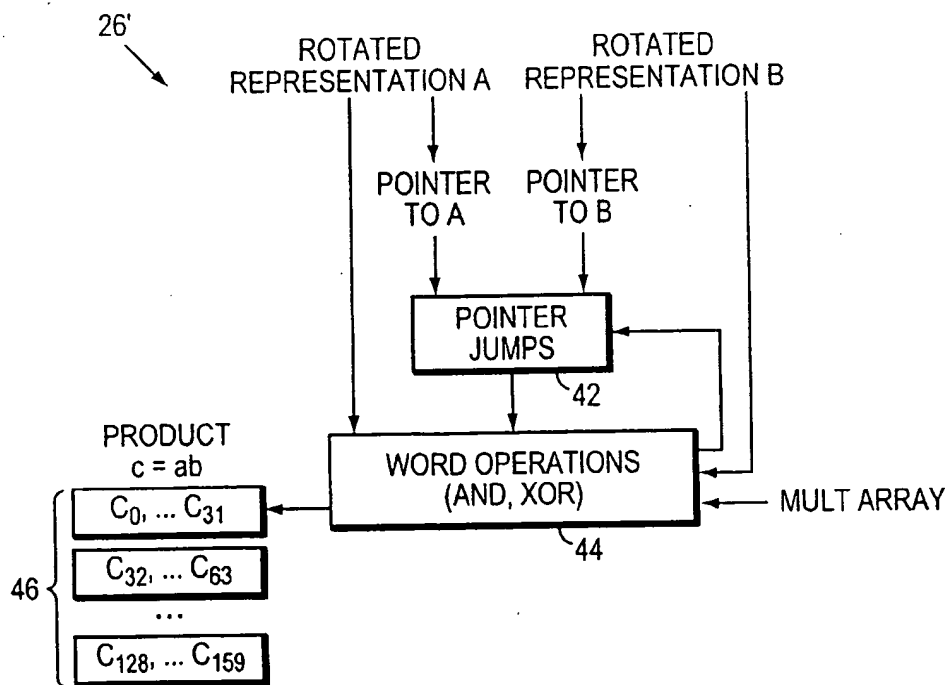 26'
ROTATED
REPRESENTATION A
ROTATED
REPRESENTATION B
POINTER
TO A
POINTER
TO B
POINTER
JUMPS
42
PRODUCT
c = ab
WORD OPERATIONS
(AND, XOR)
MULT ARRAY
44
46
C₀, ... C₃₁
C₃₂, ... C₆₃
...
C₁₂₈, ... C₁₅₉